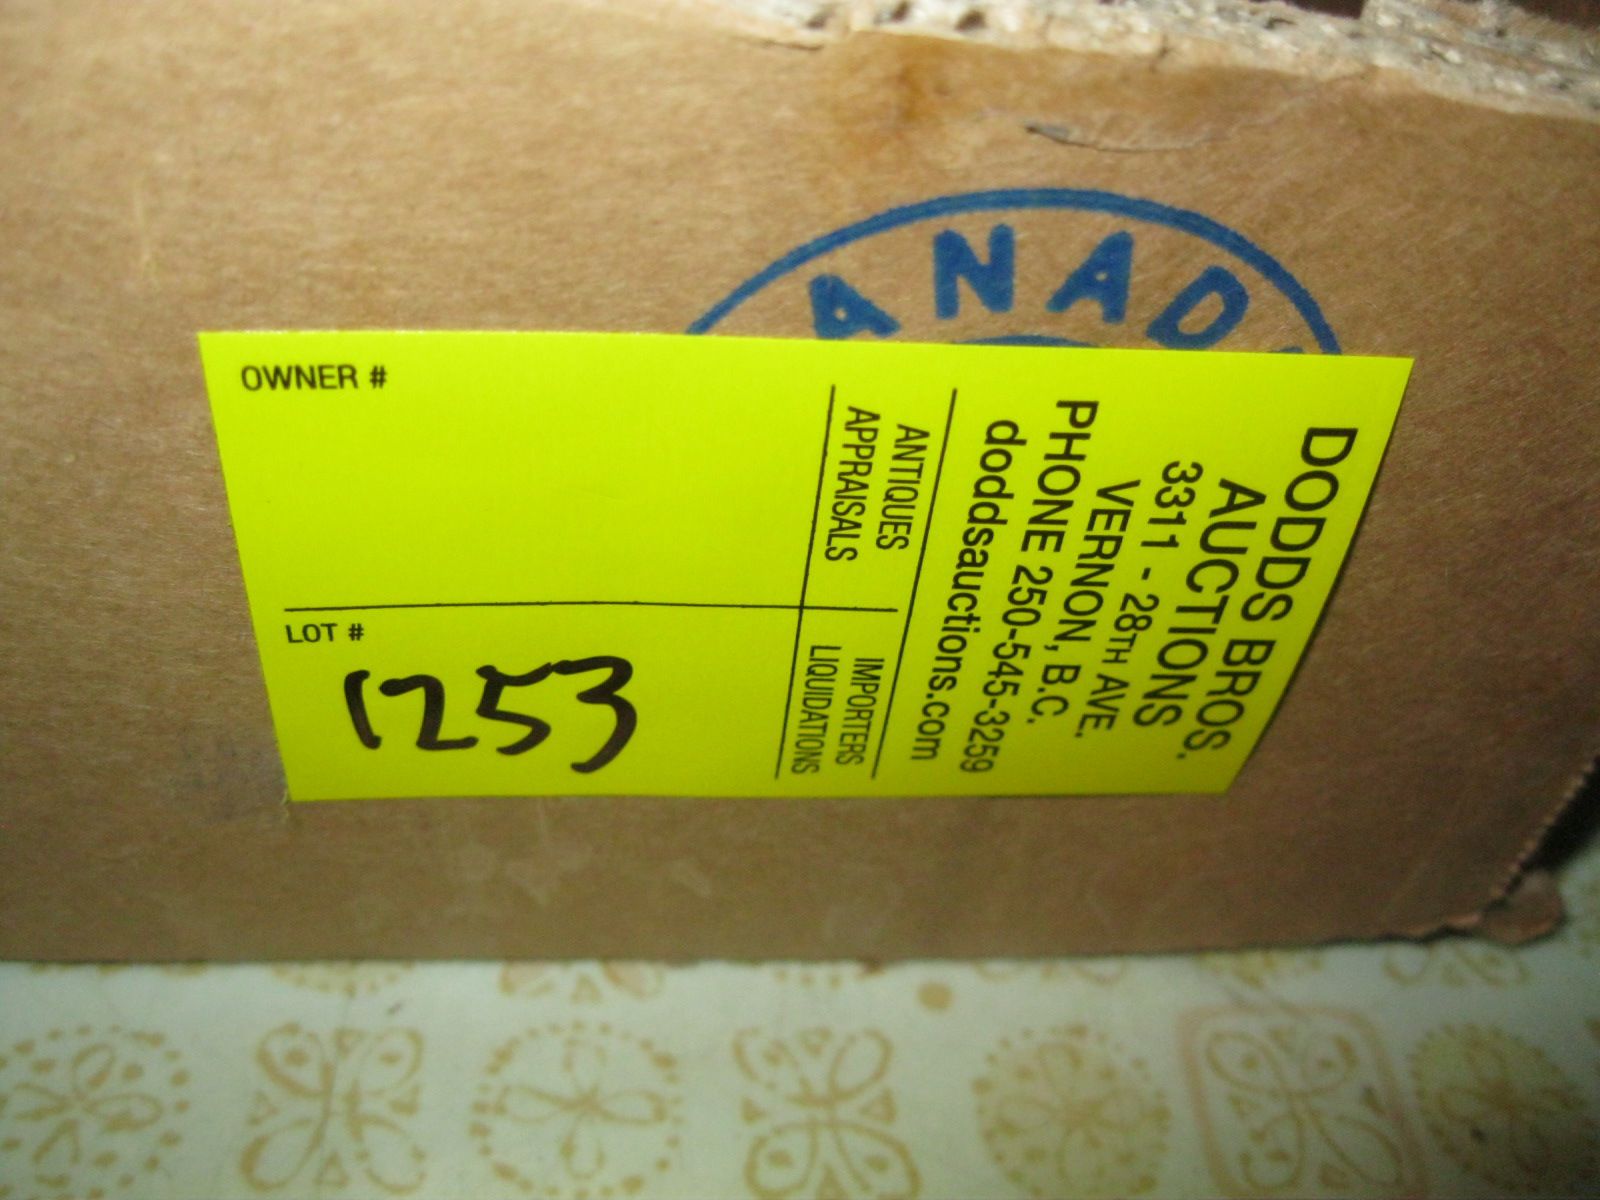 ANAD
DODDS BROS.
AUCTIONS
3311 - 28TH AVE.
VERNON, B.C.
PHONE 250-545-3259
doddsauctions.com
ANTIQUES
APPRAISALS
IMPORTERS
LIQUIDATIONS
OWNER #
LOT #
1253